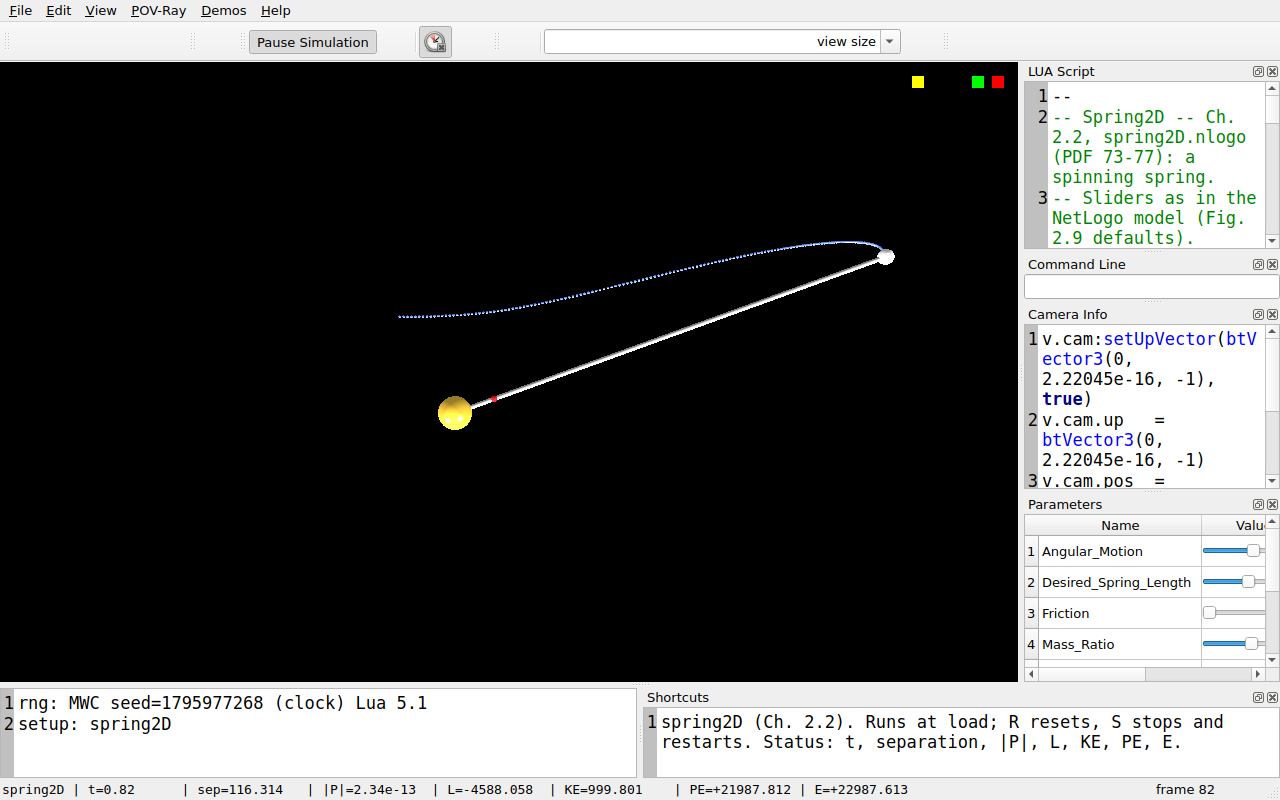 File Edit View POV-Ray Demos Help
Pause Simulation
view size
LUA Script
1 --
2 -- Spring2D -- Ch.
2.2, spring2D.nlogo
(PDF 73-77): a
spinning spring.
3 -- Sliders as in the
NetLogo model (Fig.
2.9 defaults).
Command Line
Camera Info
1 v.cam:setUpVector(btV
ector3(0,
2.22045e-16, -1),
true)
2 v.cam.up   =
btVector3(0,
2.22045e-16, -1)
3 v.cam.pos  =
Parameters
Name Valu
1 Angular_Motion
2 Desired_Spring_Length
3 Friction
4 Mass_Ratio
1 rng: MWC seed=1795977268 (clock) Lua 5.1
2 setup: spring2D
Shortcuts
1 spring2D (Ch. 2.2). Runs at load; R resets, S stops and
restarts. Status: t, separation, |P|, L, KE, PE, E.
spring2D | t=0.82 | sep=116.314 | |P|=2.34e-13 | L=-4588.058 | KE=999.801 | PE=+21987.812 | E=+22987.613 frame 82